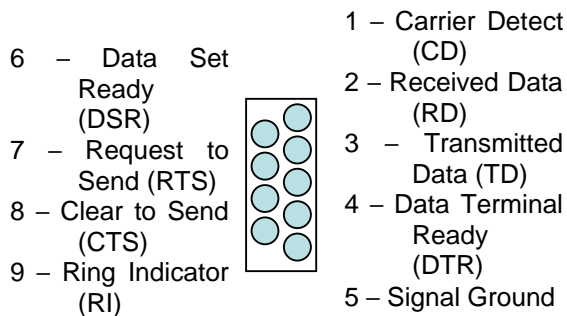 6 – Data Set
Ready
(DSR)
7 – Request to
Send (RTS)
8 – Clear to Send
(CTS)
9 – Ring Indicator
(RI)
1 – Carrier Detect
(CD)
2 – Received Data
(RD)
3 – Transmitted
Data (TD)
4 – Data Terminal
Ready
(DTR)
5 – Signal Ground